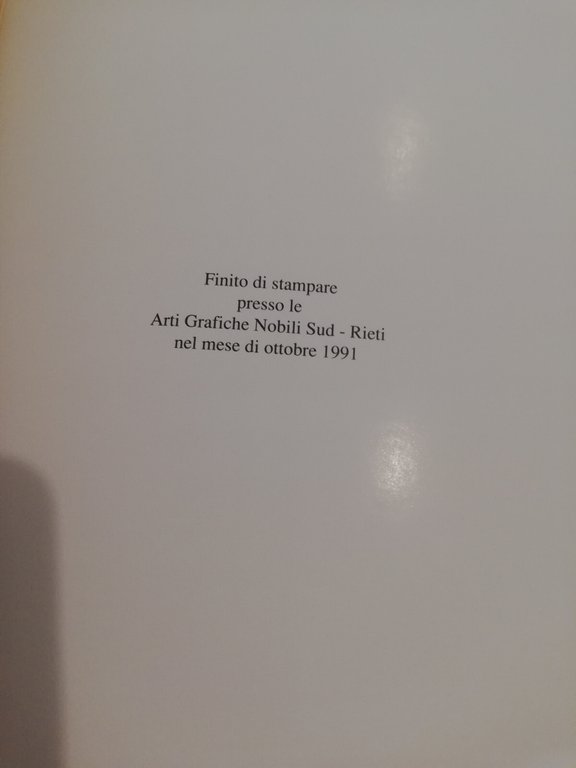 Finito di stampare
presso le
Arti Grafiche Nobili Sud - Rieti
nel mese di ottobre 1991